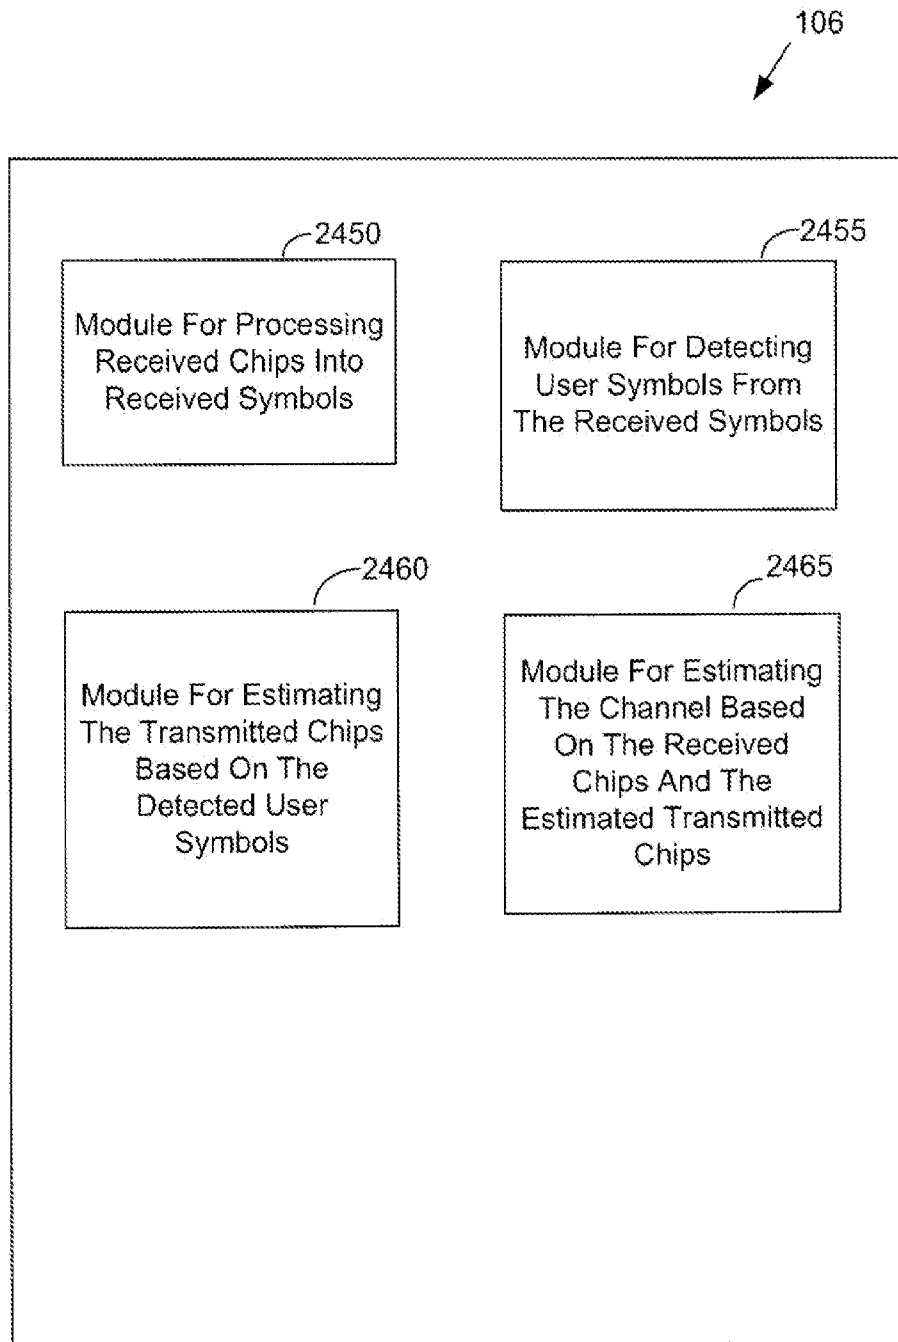 106
2450
Module For Processing
Received Chips Into
Received Symbols
2455
Module For Detecting
User Symbols From
The Received Symbols
2460
Module For Estimating
The Transmitted Chips
Based On The
Detected User
Symbols
2465
Module For Estimating
The Channel Based
On The Received
Chips And The
Estimated Transmitted
Chips